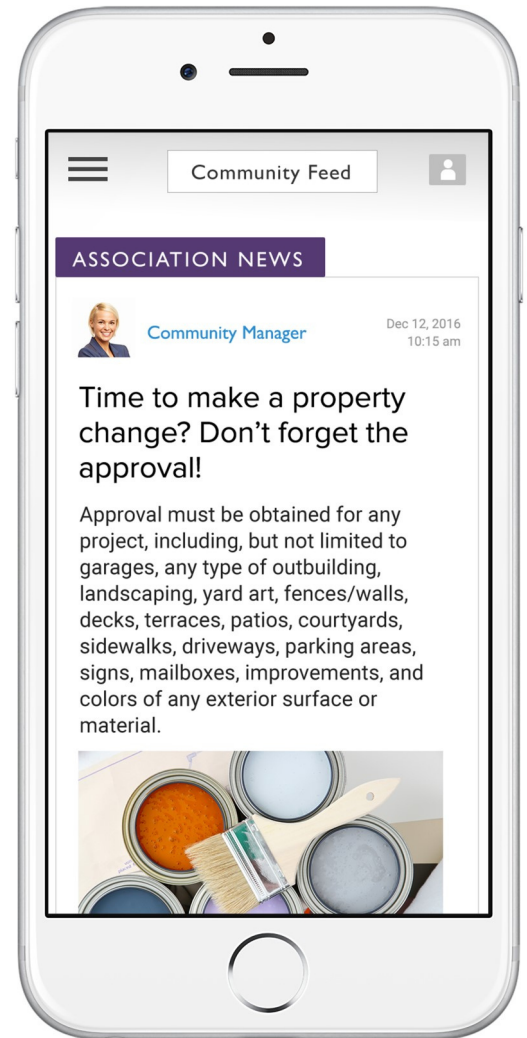 Community Feed
ASSOCIATION NEWS
Community Manager
Dec 12, 2016
10:15 am
Time to make a property
change? Don't forget the
approval!
Approval must be obtained for any
project, including, but not limited to
garages, any type of outbuilding,
landscaping, yard art, fences/walls,
decks, terraces, patios, courtyards,
sidewalks, driveways, parking areas,
signs, mailboxes, improvements, and
colors of any exterior surface or
material.